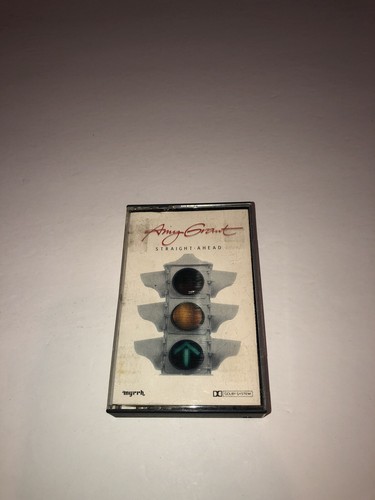 Amy Grant
STRAIGHT AHEAD
myrrh
DOLBY SYSTEM